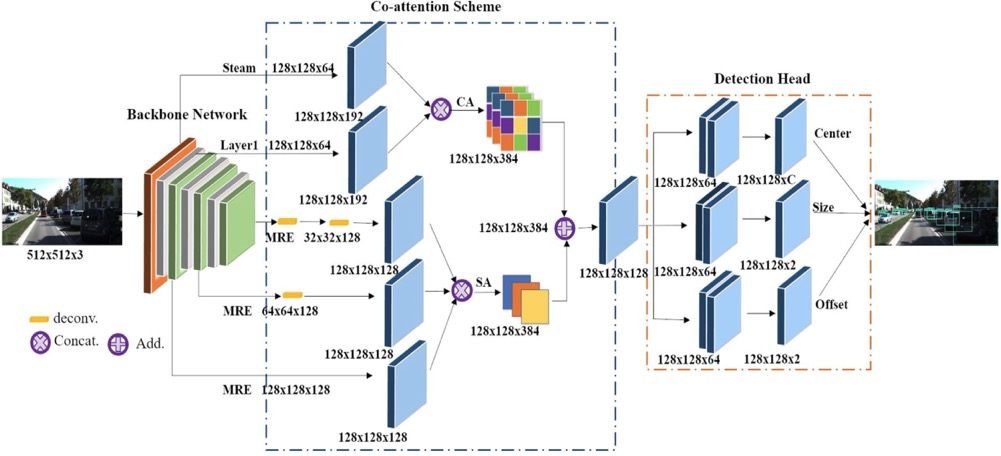 Co-attention Scheme
Steam 128x128x64
128x128x192
Backbone Network
Layer1 128x128x64
CA
128x128x384
128x128x192
MRE 32x32x128
128x128x128
512x512x3
MRE 64x64x128
128x128x128
SA
128x128x384
128x128x384
MRE 128x128x128
128x128x128
128x128x128
deconv.
Concat. Add.
Detection Head
128x128x64 128x128xC
Center
128x128x64 128x128x2
Size
128x128x64 128x128x2
Offset